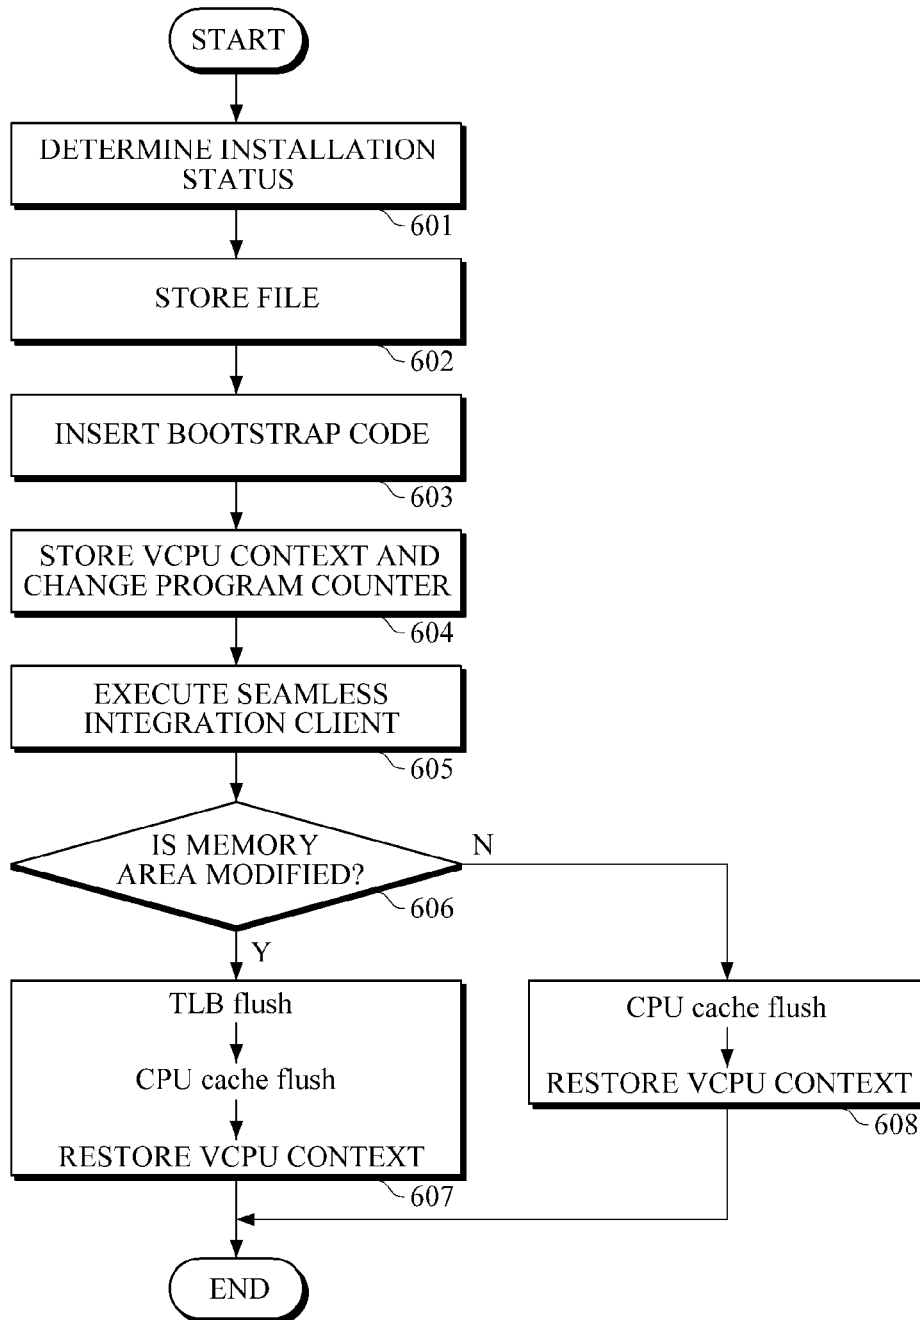 START
DETERMINE INSTALLATION
STATUS
601
STORE FILE
602
INSERT BOOTSTRAP CODE
603
STORE VCPU CONTEXT AND
CHANGE PROGRAM COUNTER
604
EXECUTE SEAMLESS
INTEGRATION CLIENT
605
IS MEMORY
AREA MODIFIED?
606
N
Y
TLB flush
CPU cache flush
RESTORE VCPU CONTEXT
607
CPU cache flush
RESTORE VCPU CONTEXT
608
END